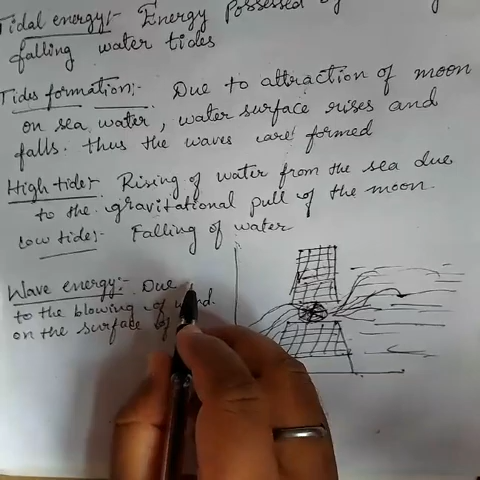 Tidal energy:- Energy Possessed by
falling water tides
Tides formation:- Due to attraction of moon
on sea water, water surface rises and
falls. thus the waves are formed
High tide:- Rising of water from the sea due
to the gravitational pull of the moon.
Low tide:- Falling of water
Wave energy:- Due
to the blowing of wind.
on the surface of